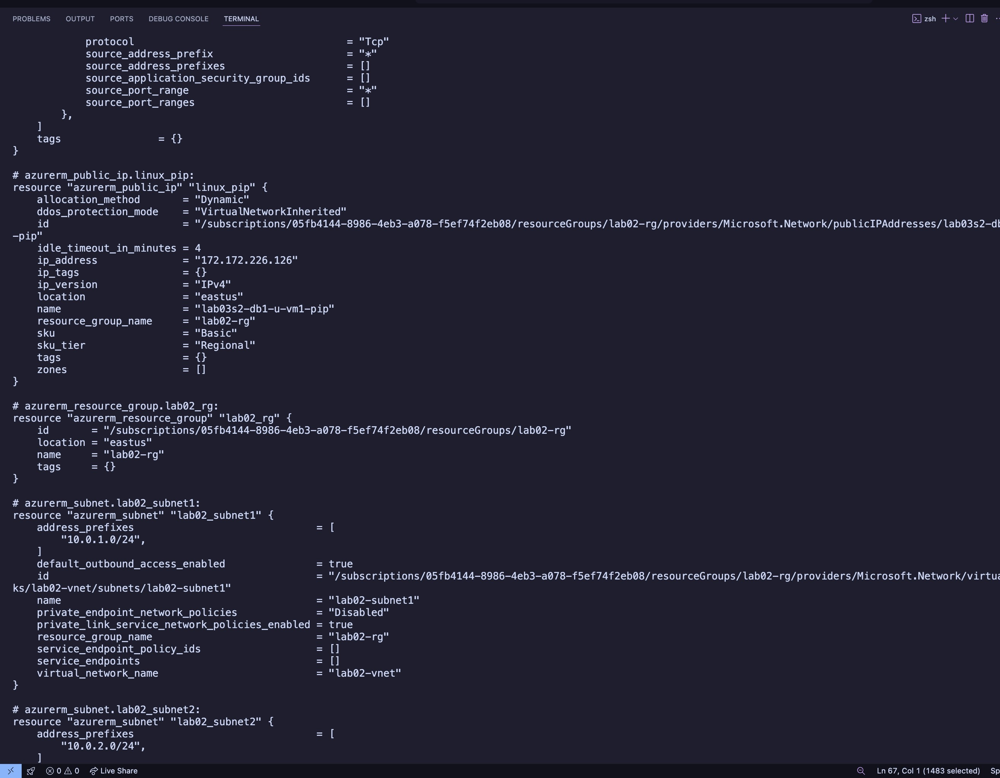 PROBLEMS OUTPUT PORTS DEBUG CONSOLE TERMINAL zsh
            protocol                                   = "Tcp"
            source_address_prefix                      = "*"
            source_address_prefixes                    = []
            source_application_security_group_ids      = []
            source_port_range                          = "*"
            source_port_ranges                         = []
        },
    ]
    tags                = {}
}
# azurerm_public_ip.linux_pip:
resource "azurerm_public_ip" "linux_pip" {
    allocation_method       = "Dynamic"
    ddos_protection_mode    = "VirtualNetworkInherited"
    id                      = "/subscriptions/05fb4144-8986-4eb3-a078-f5ef74f2eb08/resourceGroups/lab02-rg/providers/Microsoft.Network/publicIPAddresses/lab03s2-db
-pip"
    idle_timeout_in_minutes = 4
    ip_address              = "172.172.226.126"
    ip_tags                 = {}
    ip_version              = "IPv4"
    location                = "eastus"
    name                    = "lab03s2-db1-u-vm1-pip"
    resource_group_name     = "lab02-rg"
    sku                     = "Basic"
    sku_tier                = "Regional"
    tags                    = {}
    zones                   = []
}
# azurerm_resource_group.lab02_rg:
resource "azurerm_resource_group" "lab02_rg" {
    id       = "/subscriptions/05fb4144-8986-4eb3-a078-f5ef74f2eb08/resourceGroups/lab02-rg"
    location = "eastus"
    name     = "lab02-rg"
    tags     = {}
}
# azurerm_subnet.lab02_subnet1:
resource "azurerm_subnet" "lab02_subnet1" {
    address_prefixes                              = [
        "10.0.1.0/24",
    ]
    default_outbound_access_enabled               = true
    id                                            = "/subscriptions/05fb4144-8986-4eb3-a078-f5ef74f2eb08/resourceGroups/lab02-rg/providers/Microsoft.Network/virtua
ks/lab02-vnet/subnets/lab02-subnet1"
    name                                          = "lab02-subnet1"
    private_endpoint_network_policies             = "Disabled"
    private_link_service_network_policies_enabled = true
    resource_group_name                           = "lab02-rg"
    service_endpoint_policy_ids                   = []
    service_endpoints                             = []
    virtual_network_name                          = "lab02-vnet"
}
# azurerm_subnet.lab02_subnet2:
resource "azurerm_subnet" "lab02_subnet2" {
    address_prefixes                              = [
        "10.0.2.0/24",
    ]
0 0 Live Share Ln 67, Col 1 (1483 selected) Sp